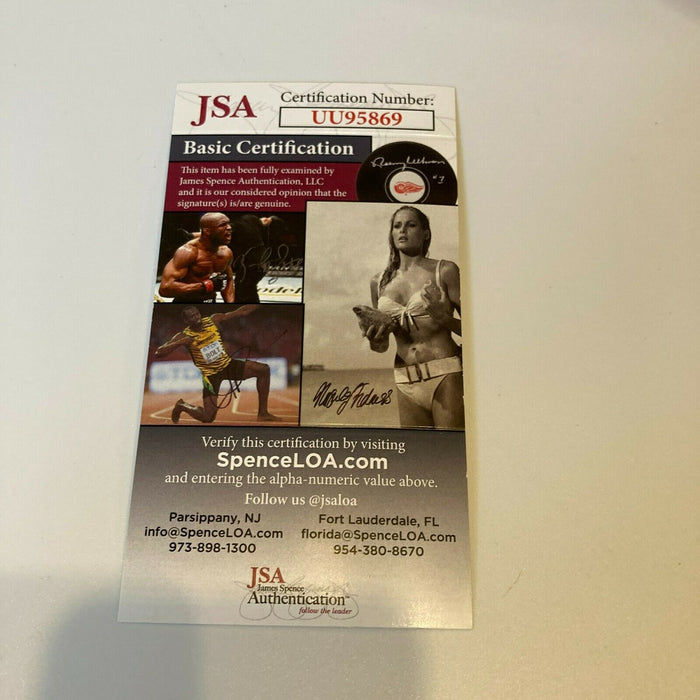 JSA
Certification Number:
UU95869
Basic Certification
This item has been fully examined by
James Spence Authentication, LLC
and it is our considered opinion that the
signature(s) is/are genuine.
#3
BOLT
Verify this certification by visiting
SpenceLOA.com
and entering the alpha-numeric value above.
Follow us @jsaloa
Parsippany, NJ
info@SpenceLOA.com
973-898-1300
Fort Lauderdale, FL
florida@SpenceLOA.com
954-380-8670
JSA
James Spence
Authentication™
follow the leader